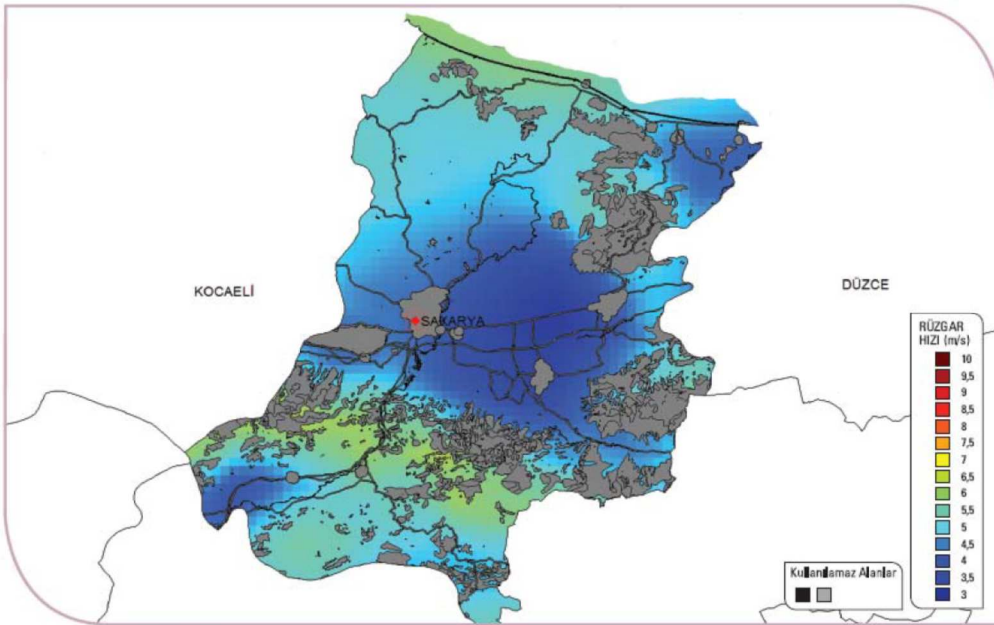 KOCAELİ
DÜZCE
SAKARYA
RÜZGAR
HIZI (m/s)
10
9,5
9
8,5
8
7,5
7
6,5
6
5,5
5
4,5
4
3,5
3
Kullanılamaz Alanlar